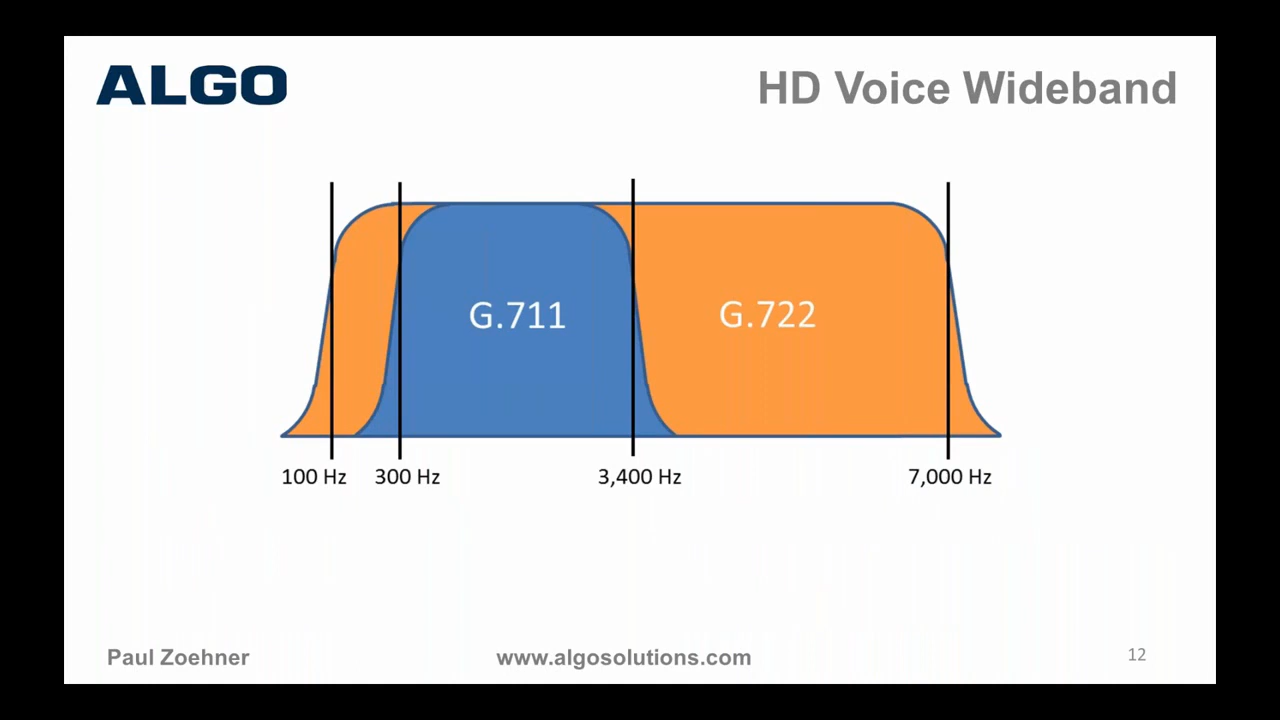 ALGO
HD Voice Wideband
G.711
G.722
100 Hz
300 Hz
3,400 Hz
7,000 Hz
Paul Zoehner
www.algosolutions.com
12